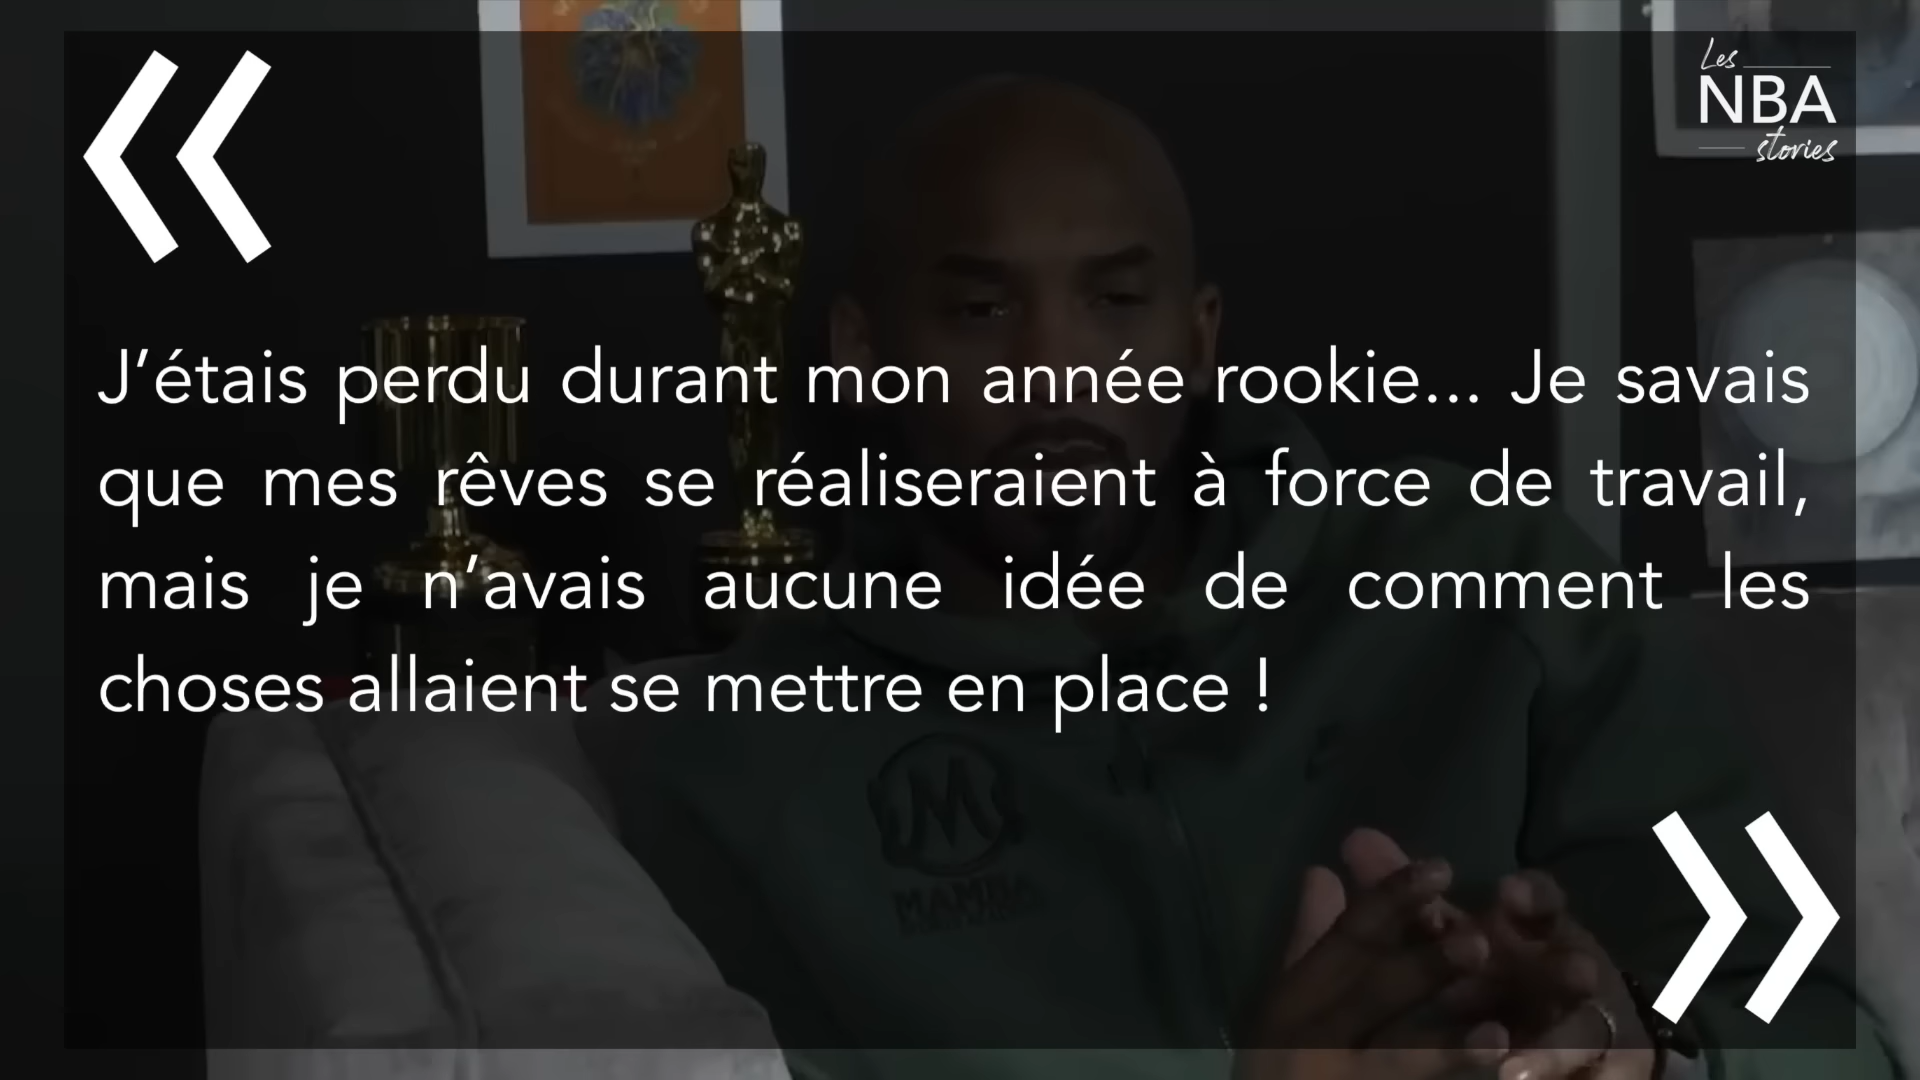 Les
NBA
stories
«
J’étais perdu durant mon année rookie... Je savais
que mes rêves se réaliseraient à force de travail,
mais je n’avais aucune idée de comment les
choses allaient se mettre en place !
M
MAMBA
»